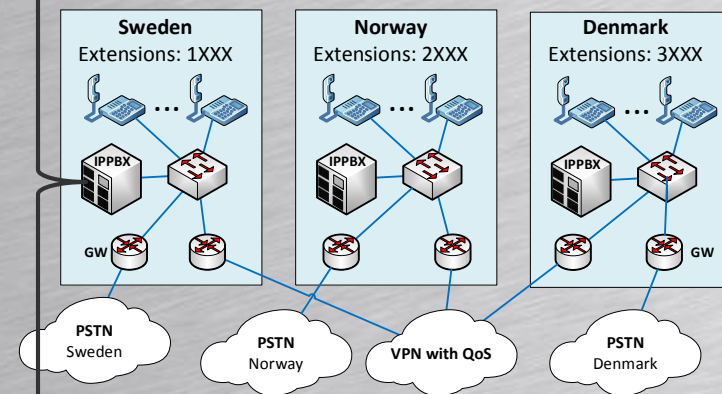 Sweden
Extensions: 1XXX
...
IPPBX
GW
PSTN
Sweden
Norway
Extensions: 2XXX
...
IPPBX
PSTN
Norway
VPN with QoS
Denmark
Extensions: 3XXX
...
IPPBX
GW
PSTN
Denmark